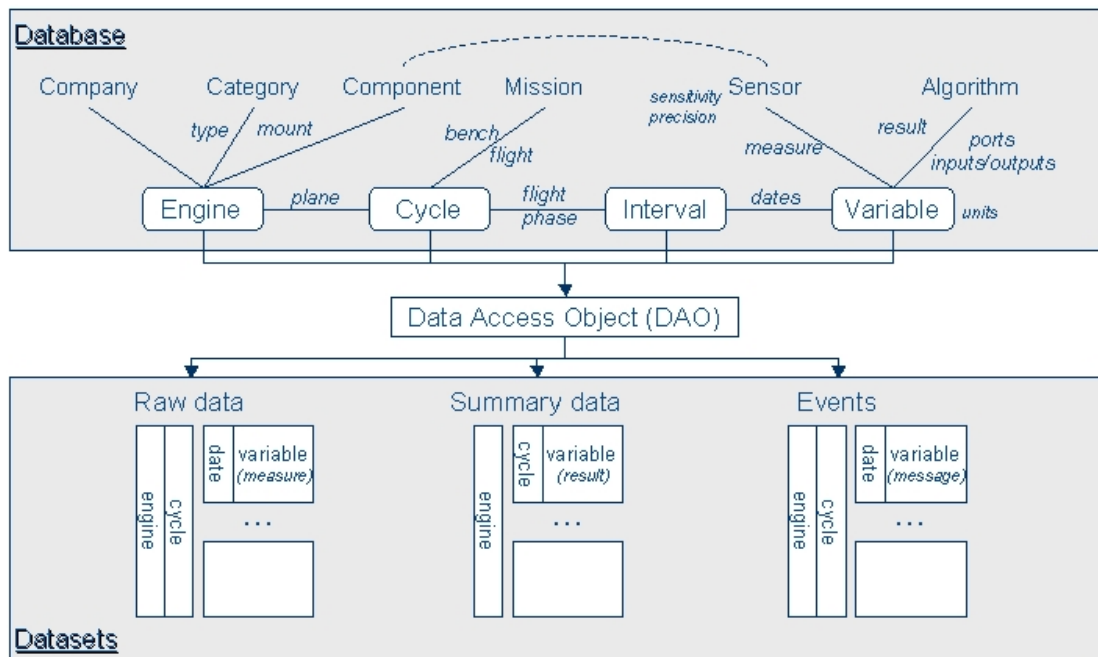 Database
Company Category Component Mission Sensor Algorithm
type mount bench flight sensitivity precision measure result ports inputs/outputs
Engine plane Cycle flight phase Interval dates Variable units
Data Access Object (DAO)
Raw data
engine
cycle
date
variable
(measure)
...
Summary data
engine
cycle
variable
(result)
...
Events
engine
cycle
date
variable
(message)
...
Datasets